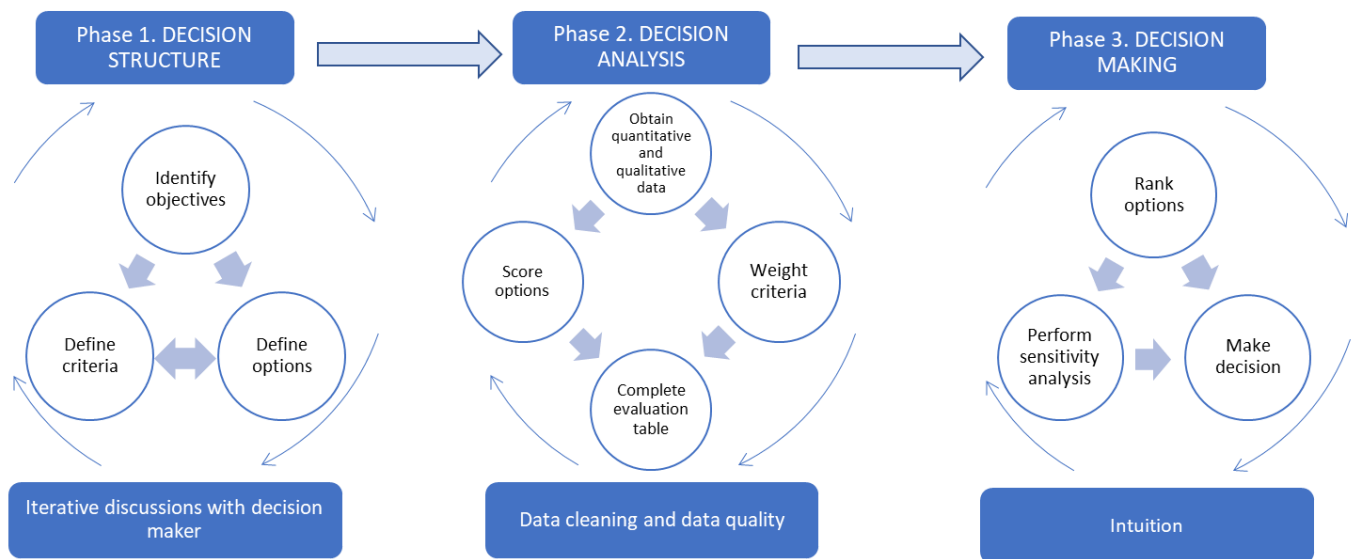 Phase 1. DECISION
STRUCTURE
Identify
objectives
Define
criteria
Define
options
Iterative discussions with decision
maker
Phase 2. DECISION
ANALYSIS
Obtain
quantitative
and
qualitative
data
Score
options
Weight
criteria
Complete
evaluation
table
Data cleaning and data quality
Phase 3. DECISION
MAKING
Rank
options
Perform
sensitivity
analysis
Make
decision
Intuition